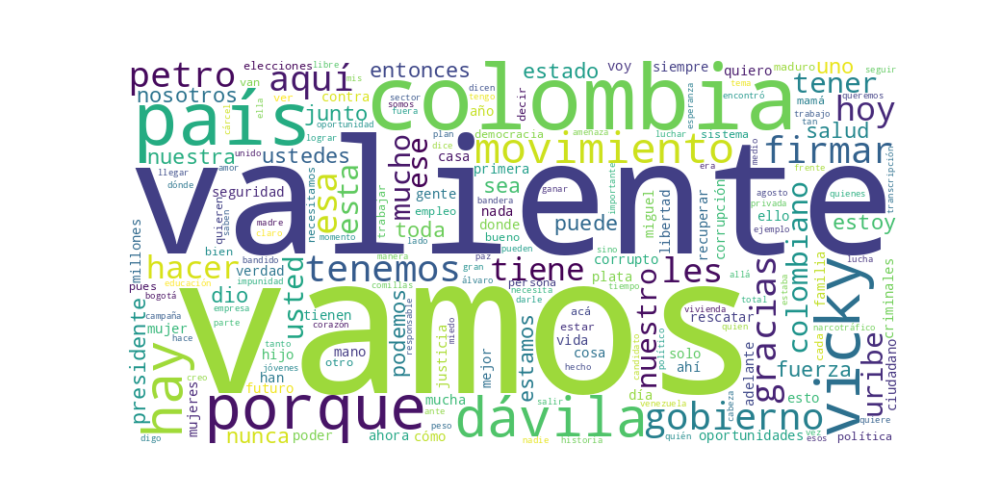 elecciones libre voy siempre maduro seguir
petro aquí mis entonces estado dicen quiero uno queremos
van sector tengo tema tener
nosotros ver contra año colombia decir encontró mamá trabajo hoy
país ella cárcel junto fuera somos esperanza tan
oportunidad lograr plan democracia amenaza luchar sistema salud
nuestra unido ustedes mucho ese dice movimiento era medio firmar
llegar amor casa primera importante frente
dónde seguridad esa esta gente sea ganar agosto quienes transcripción
valiente
quieren saben necesitamos trabajar empleo nada bandera donde puede miguel libertad recuperar corrupción privada ello estoy
madre claro momento toda lado bueno pueden ejemplo
millones bien manera paz sino lucha
hacer bandido verdad tenemos gran tiene corrupto les allá colombiano familia
pues impunidad álvaro persona plata
educación usted comillas necesita tiempo nuestro vivienda total gracias estaba cada vicky
bogotá dio empresa tienen darle acá rescatar quien narcotráfico criminales
campaña corazón podemos responsable vamos estar candidato político
presidente hace parte mano miedo estamos vida solo adelante fuerza uribe ciudadano
mujer tanto otro justicia cosa ahí
hay hijo mejor hecho
creo jóvenes han día esto
mujeres futuro porque mucha salir venezuela cabeza quiere
nunca poder ante peso dávila gobierno oportunidades vez esos política
digo ahora cómo nadie historia quién